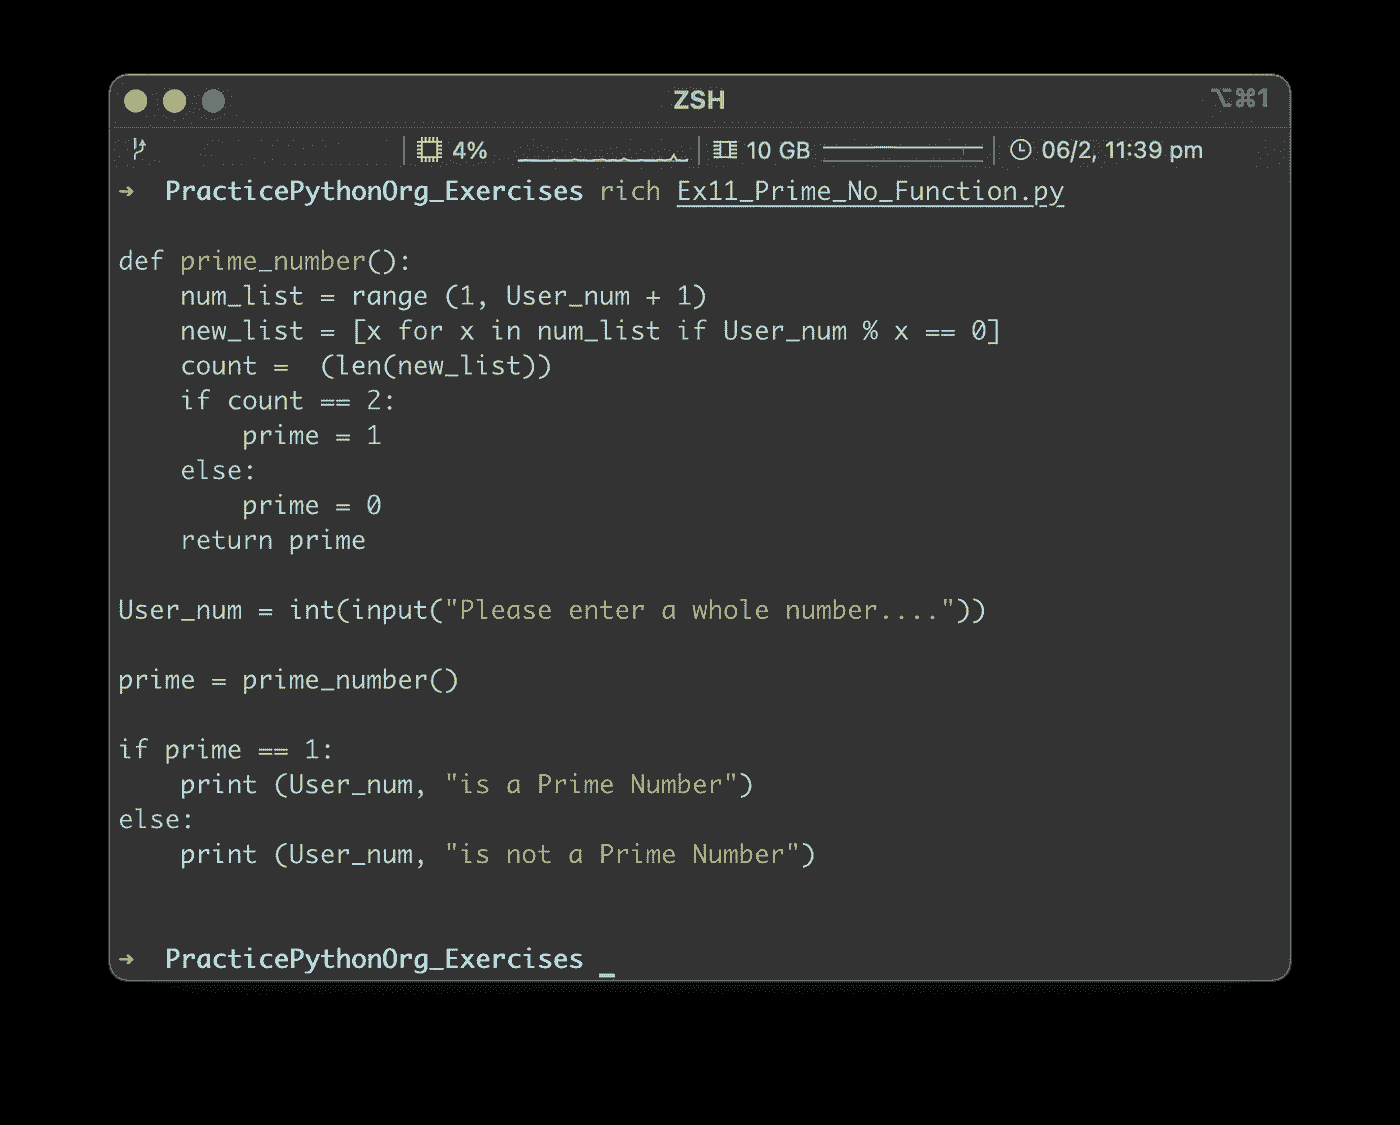 ZSH ⌥⌘1
4% 10 GB 06/2, 11:39 pm
➜ PracticePythonOrg_Exercises rich Ex11_Prime_No_Function.py
def prime_number():
    num_list = range (1, User_num + 1)
    new_list = [x for x in num_list if User_num % x == 0]
    count =  (len(new_list))
    if count == 2:
        prime = 1
    else:
        prime = 0
    return prime
User_num = int(input("Please enter a whole number...."))
prime = prime_number()
if prime == 1:
    print (User_num, "is a Prime Number")
else:
    print (User_num, "is not a Prime Number")
➜ PracticePythonOrg_Exercises _